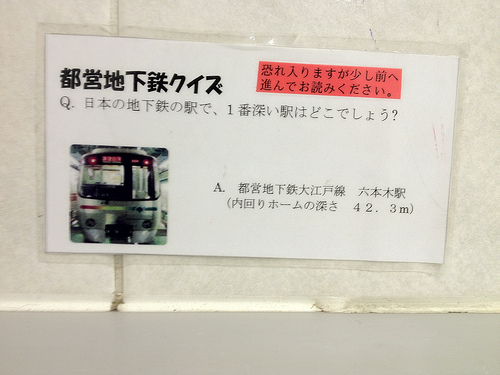 都営地下鉄クイズ
恐れ入りますが少し前へ
進んでお読みください。
Q. 日本の地下鉄の駅で、1番深い駅はどこでしょう?
A. 都営地下鉄大江戸線 六本木駅
(内回りホームの深さ 42.3m)